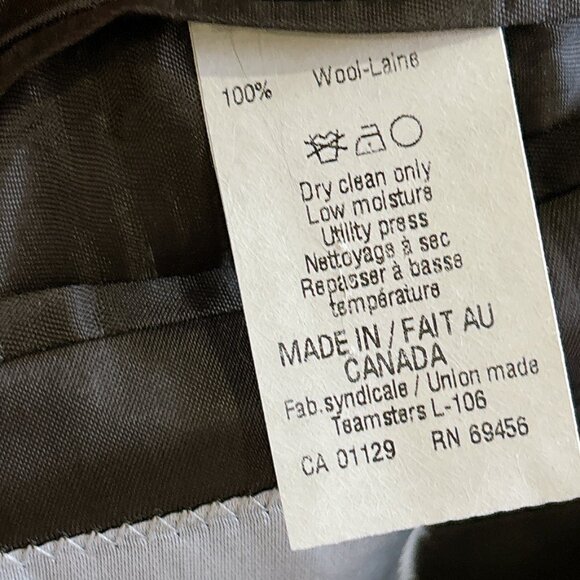 100% Wool-Laine
Dry clean only
Low moisture
Utility press
Nettoyage à sec
Repasser à basse
température
MADE IN / FAIT AU
CANADA
Fab.syndicale / Union made
Teamsters L-106
CA 01129 RN 69456